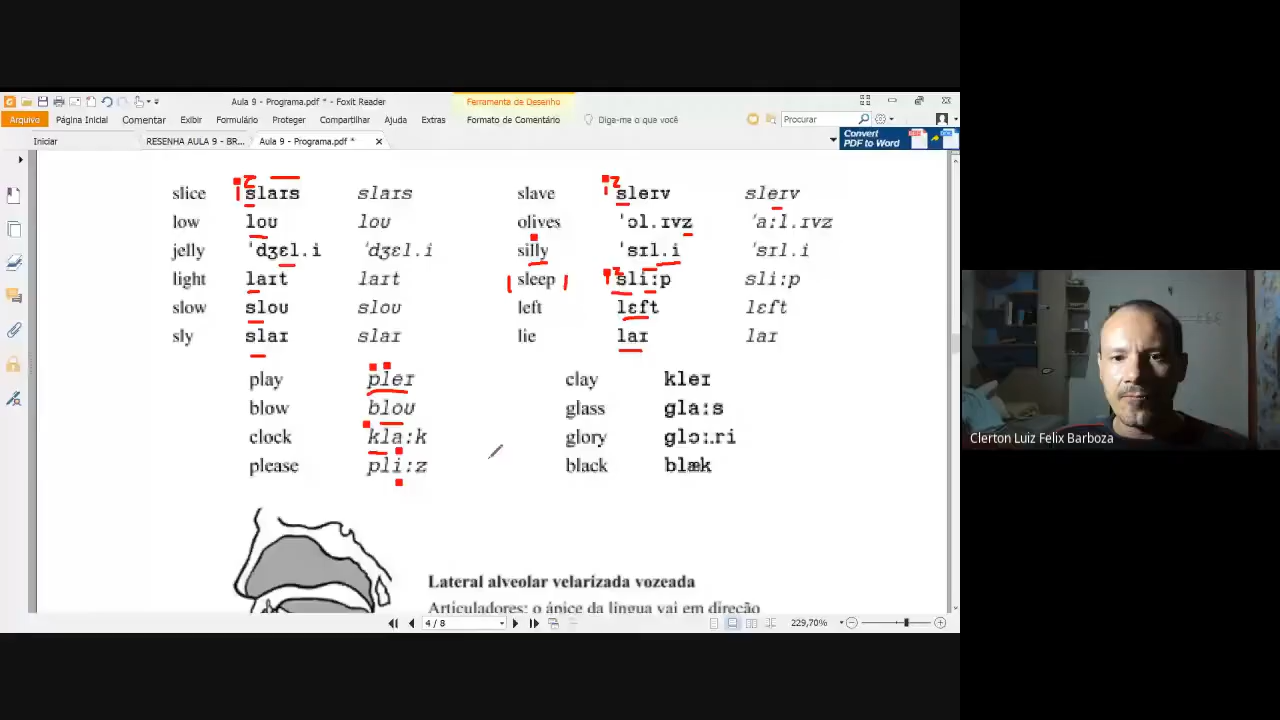 Aula 9 - Programa.pdf * - Foxit Reader
Ferramenta de Desenho
Arquivo Página Inicial Comentar Exibir Formulário Proteger Compartilhar Ajuda Extras Formato de Comentário Dige-me o que você Procurar
Iniciar RESENHA AULA 9 - BR... Aula 9 - Programa.pdf *
Convert PDF to Word
slice slaɪs slaɪs slave sleɪv sleɪv
low loʊ loʊ olives ˈɔl.ɪvz ˈaːl.ɪvz
jelly ˈdʒɛl.i ˈdʒɛl.i silly ˈsɪl.i ˈsɪl.i
light laɪt laɪt sleep sliːp sliːp
slow sloʊ sloʊ left lɛft lɛft
sly slaɪ slaɪ lie laɪ laɪ
play pleɪ clay kleɪ
blow bloʊ glass glaːs
clock klaːk glory glɔː.ri
please pliːz black blæk
Lateral alveolar velarizada vozeada
Articuladores: o ápice da língua vai em direção
4 / 8
229,70%
Clerton Luiz Felix Barboza